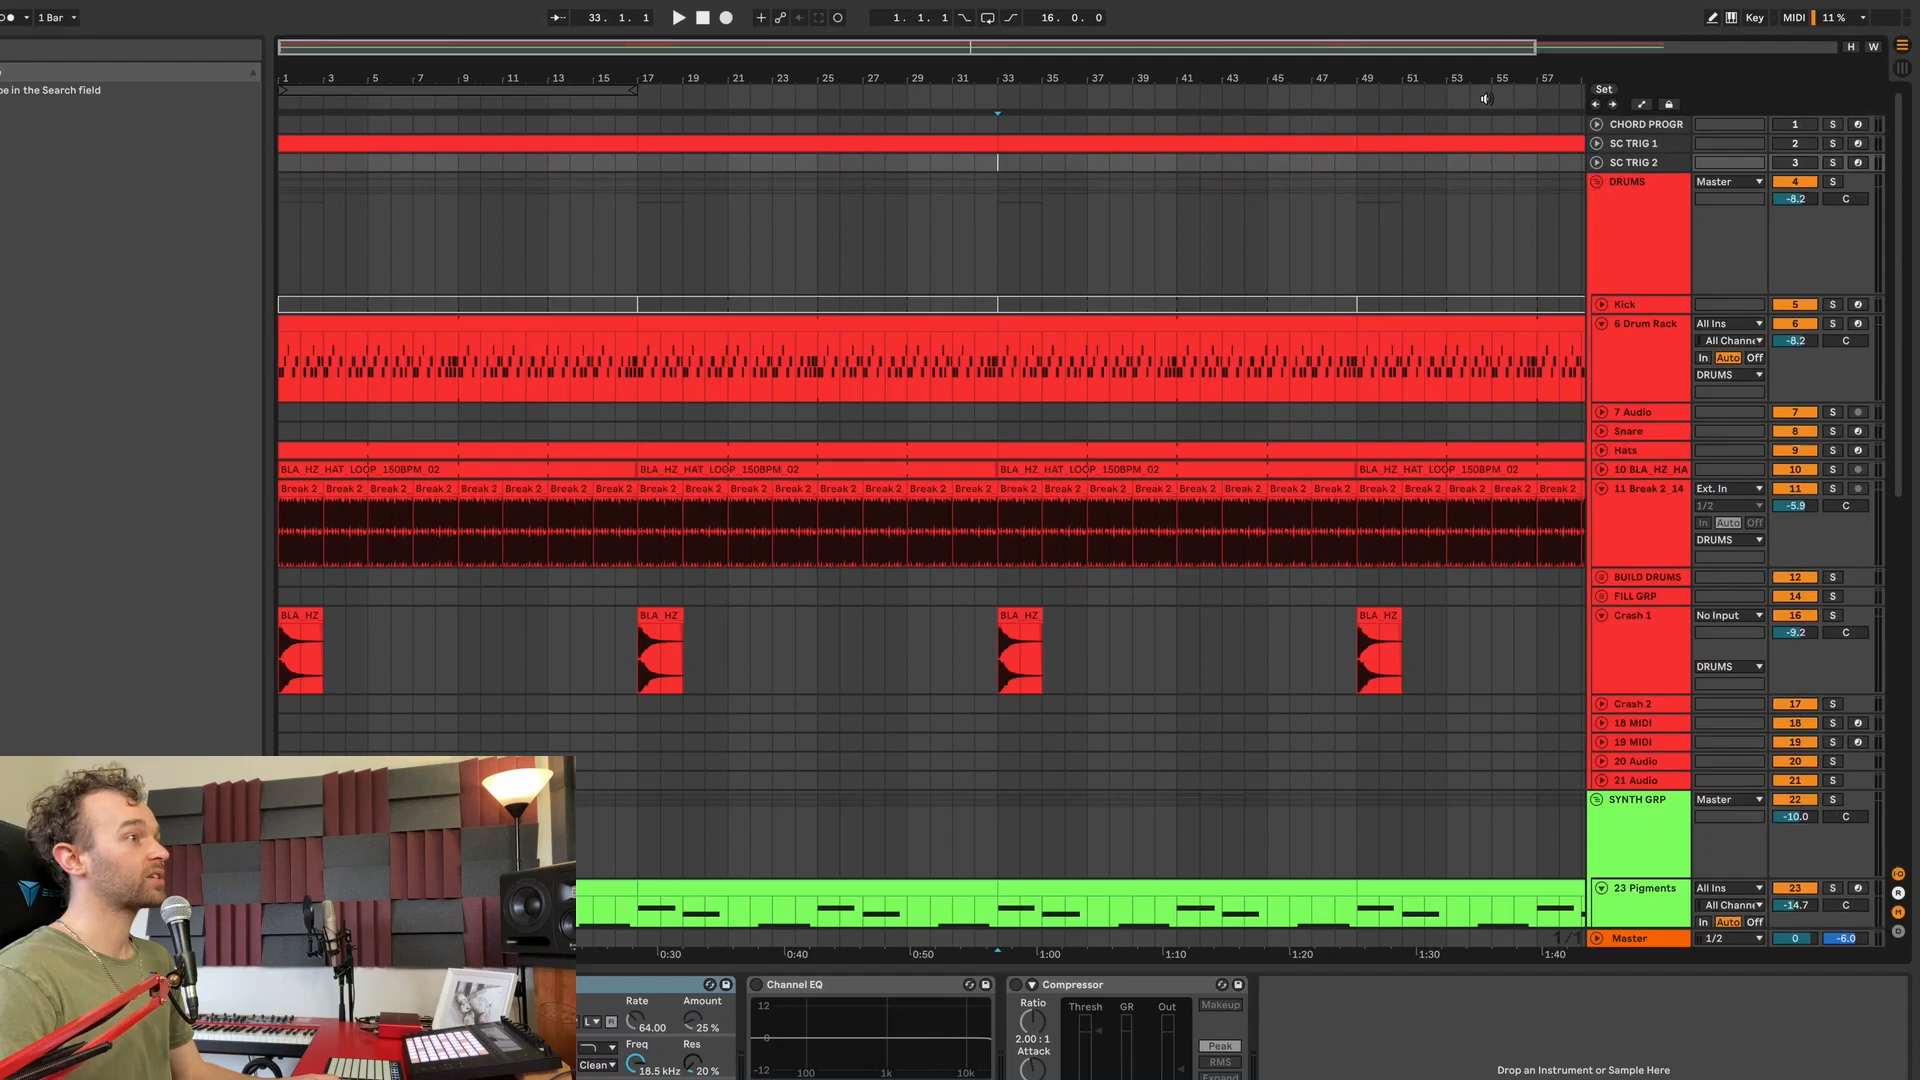 1 Bar
33. 1. 1
1. 1. 1
16. 0. 0
Key
MIDI
11 %
H
W
e in the Search field
1 3 5 7 9 11 13 15 17 19 21 23 25 27 29 31 33 35 37 39 41 43 45 47 49 51 53 55 57
Set
CHORD PROGR 1 S
SC TRIG 1 2 S
SC TRIG 2 3 S
DRUMS Master 4 S
-8.2 C
Kick 5 S
6 Drum Rack All Ins 6 S
All Channe -8.2 C
In Auto Off
DRUMS
7 Audio 7 S
Snare 8 S
Hats 9 S
BLA_HZ_HAT_LOOP_150BPM_02 BLA_HZ_HAT_LOOP_150BPM_02 BLA_HZ_HAT_LOOP_150BPM_02 BLA_HZ_HAT_LOOP_150BPM_02 10 BLA_HZ_HA 10 S
Break 2 Break 2 Break 2 Break 2 Break 2 Break 2 Break 2 Break 2 Break 2 Break 2 Break 2 Break 2 Break 2 Break 2 Break 2 Break 2 Break 2 Break 2 Break 2 Break 2 Break 2 Break 2 Break 2 Break 2 Break 2 Break 2 Break 2 Break 2 Break 2 11 Break 2_14 Ext. In 11 S
1/2 -5.9 C
In Auto Off
DRUMS
BUILD DRUMS 12 S
FILL GRP 14 S
BLA_HZ BLA_HZ BLA_HZ BLA_HZ Crash 1 No Input 16 S
-9.2 C
DRUMS
Crash 2 17 S
18 MIDI 18 S
19 MIDI 19 S
20 Audio 20 S
21 Audio 21 S
SYNTH GRP Master 22 S
-10.0 C
23 Pigments All Ins 23 S
All Channe -14.7 C
In Auto Off
1/1 Master 1/2 0 -6.0
0:30 0:40 0:50 1:00 1:10 1:20 1:30 1:40
Channel EQ
Compressor
Rate Amount
64.00 25 %
Freq Res
Clean 18.5 kHz 20 %
12
0
-12
100 1k 10k
Ratio
2.00 : 1
Attack
Thresh GR Out
Makeup
Peak
RMS
Expand
Drop an Instrument or Sample Here